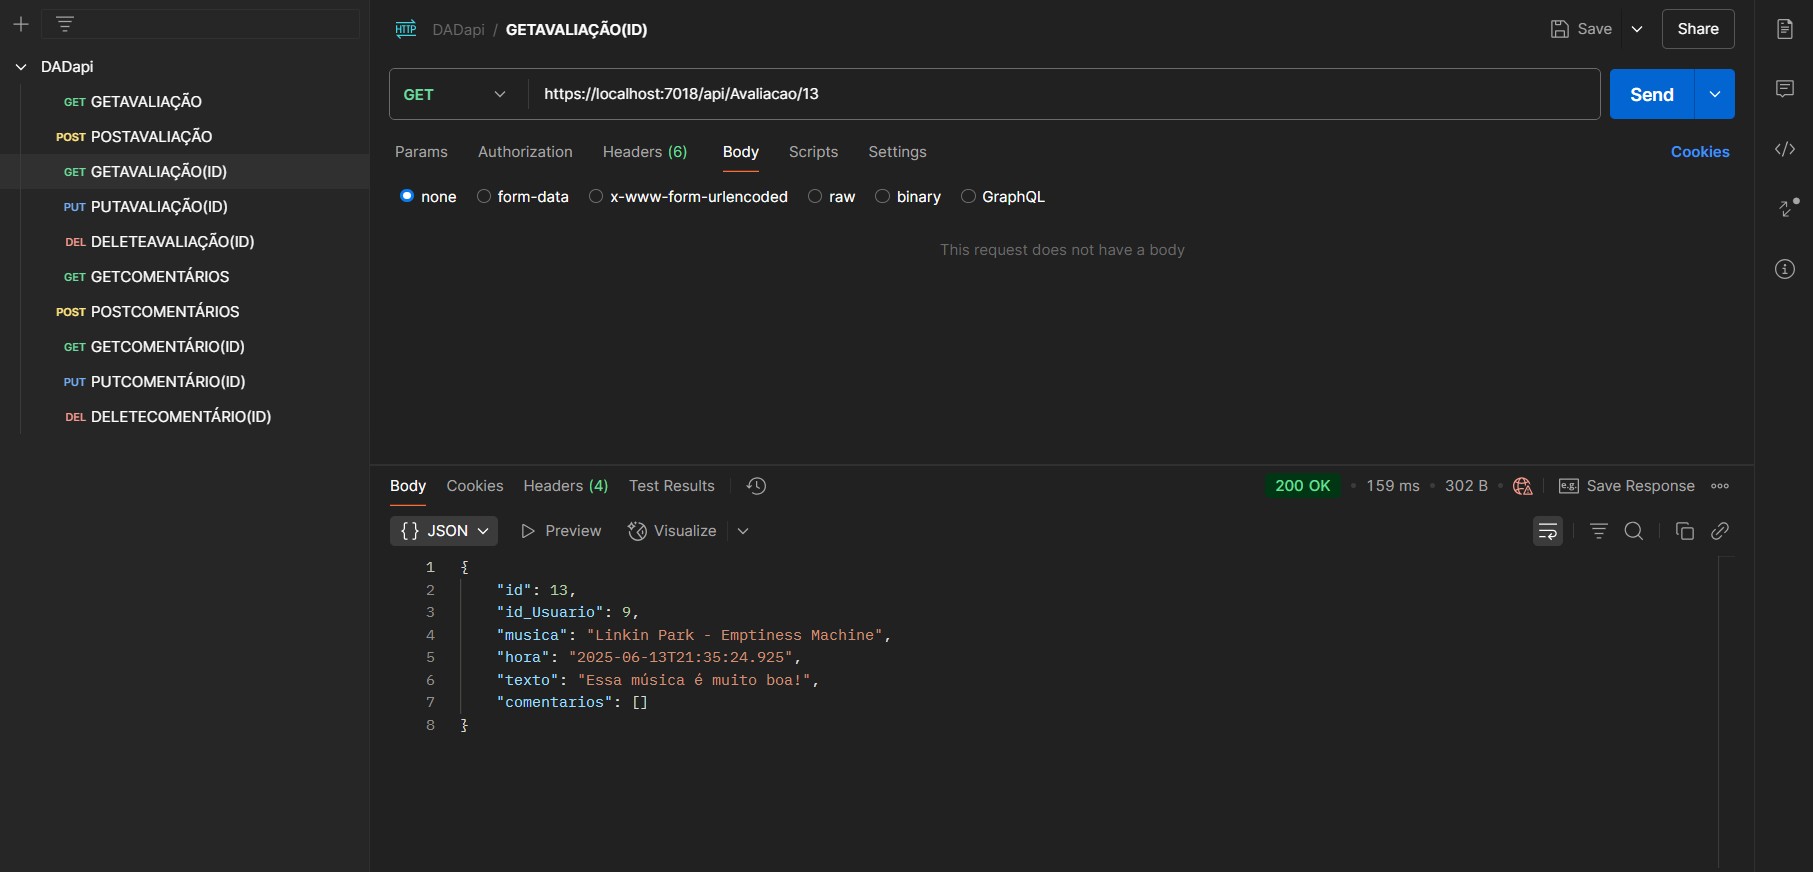 DADapi
GET GETAVALIAÇÃO
POST POSTAVALIAÇÃO
GET GETAVALIAÇÃO(ID)
PUT PUTAVALIAÇÃO(ID)
DEL DELETEAVALIAÇÃO(ID)
GET GETCOMENTÁRIOS
POST POSTCOMENTÁRIOS
GET GETCOMENTÁRIO(ID)
PUT PUTCOMENTÁRIO(ID)
DEL DELETECOMENTÁRIO(ID)
HTTP DADapi / GETAVALIAÇÃO(ID) Save Share
GET https://localhost:7018/api/Avaliacao/13 Send
Params Authorization Headers (6) Body Scripts Settings Cookies
none form-data x-www-form-urlencoded raw binary GraphQL
This request does not have a body
Body Cookies Headers (4) Test Results 200 OK • 159 ms • 302 B • e.g. Save Response
{} JSON Preview Visualize
1 {
2 "id": 13,
3 "id_Usuario": 9,
4 "musica": "Linkin Park - Emptiness Machine",
5 "hora": "2025-06-13T21:35:24.925",
6 "texto": "Essa música é muito boa!",
7 "comentarios": []
8 }